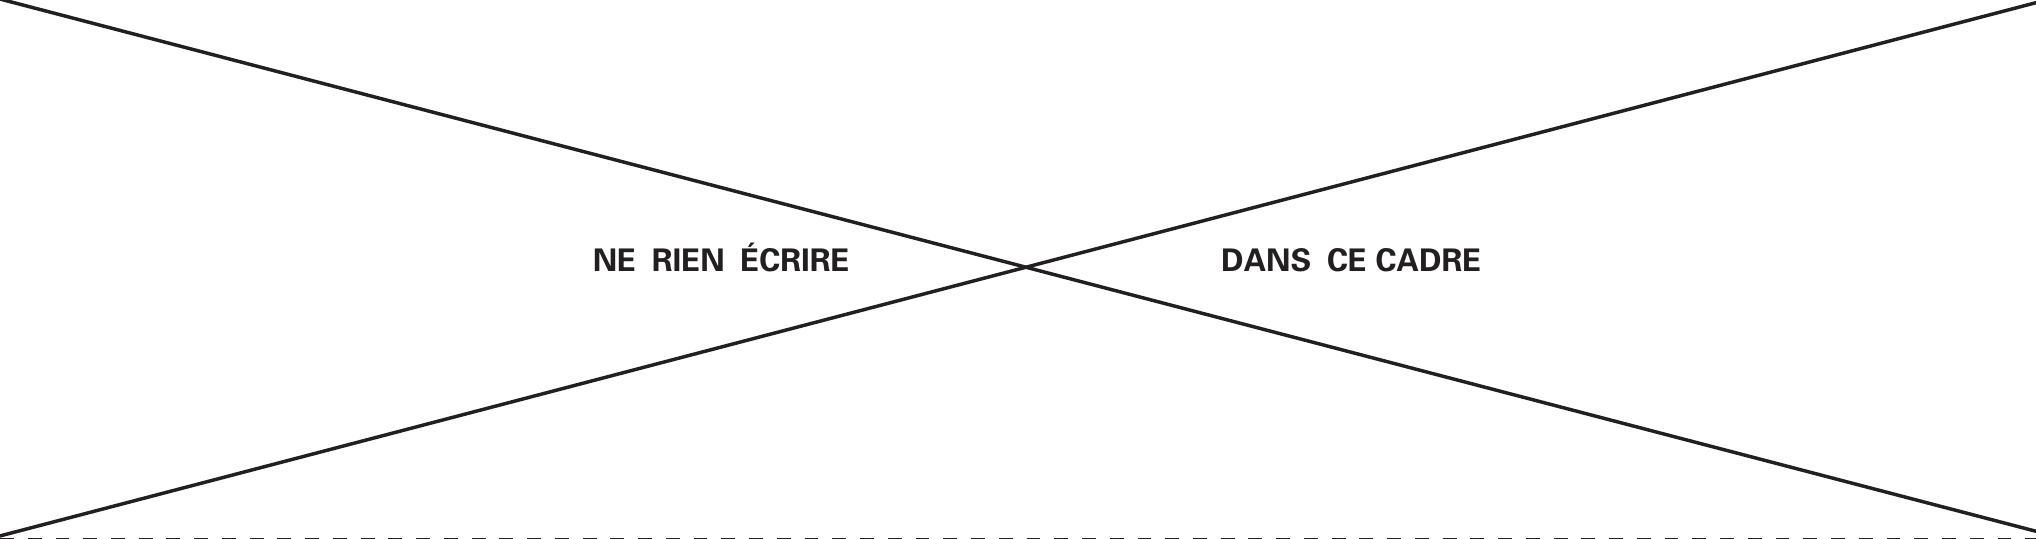 NE RIEN ÉCRIRE DANS CE CADRE